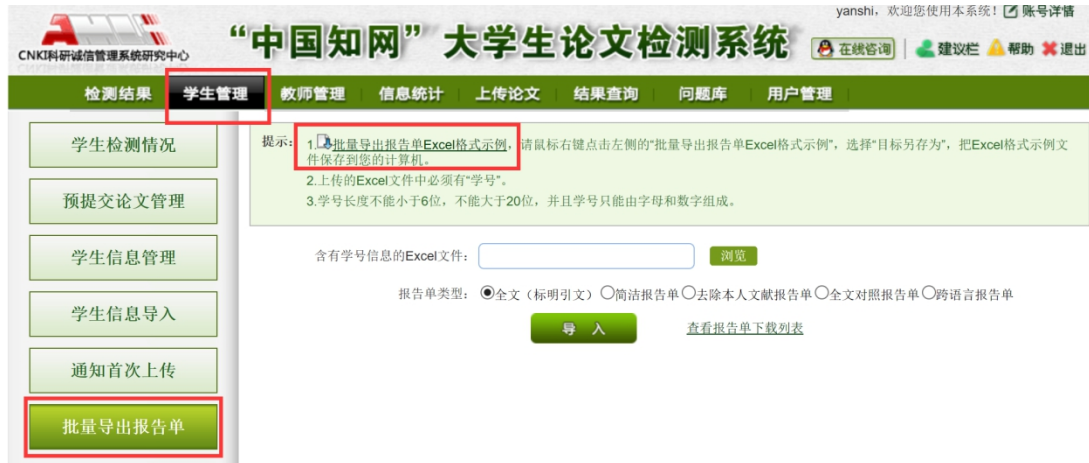 yanshi，欢迎您使用本系统! 账号详情
CNKI科研诚信管理系统研究中心
“中国知网”大学生论文检测系统
在线咨询 建议栏 帮助 退出
检测结果 学生管理 教师管理 信息统计 上传论文 结果查询 问题库 用户管理
学生检测情况
预提交论文管理
学生信息管理
学生信息导入
通知首次上传
批量导出报告单
提示：1.批量导出报告单Excel格式示例，请鼠标右键点击左侧的“批量导出报告单Excel格式示例”，选择“目标另存为”，把Excel格式示例文
件保存到您的计算机。
2.上传的Excel文件中必须有“学号”。
3.学号长度不能小于6位，不能大于20位，并且学号只能由字母和数字组成。
含有学号信息的Excel文件： 浏览
报告单类型： 全文（标明引文） 简洁报告单 去除本人文献报告单 全文对照报告单 跨语言报告单
导 入 查看报告单下载列表